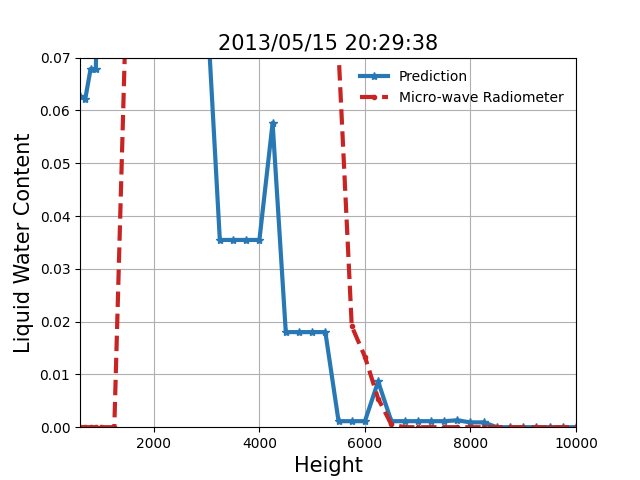 2013/05/15 20:29:38
Prediction
Micro-wave Radiometer
Liquid Water Content
0.07
0.06
0.05
0.04
0.03
0.02
0.01
0.00
2000 4000 6000 8000 10000
Height